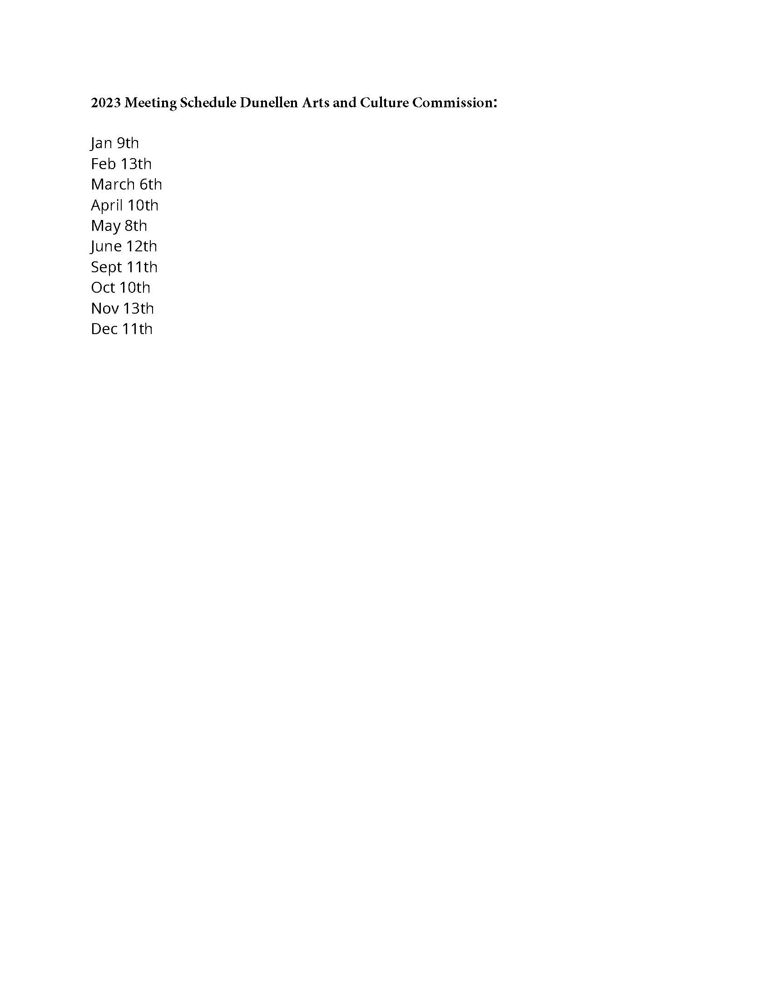 2023 Meeting Schedule Dunellen Arts and Culture Commission:
Jan 9th
Feb 13th
March 6th
April 10th
May 8th
June 12th
Sept 11th
Oct 10th
Nov 13th
Dec 11th